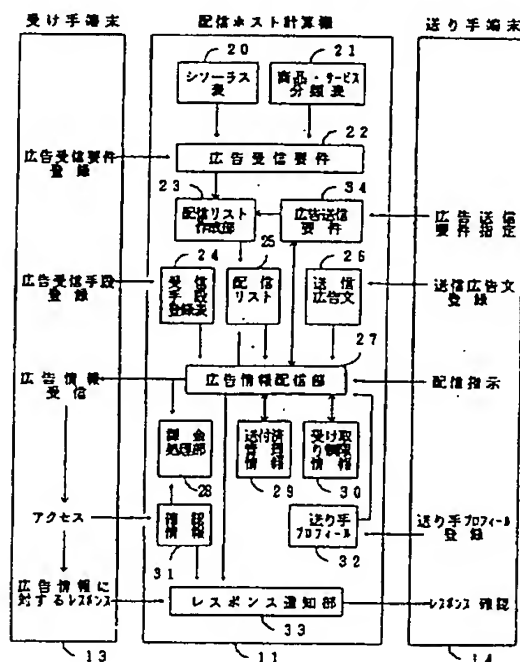 受け手端末
配信ホスト計算機
送り手端末
20
21
シソーラス
表
商品・サービス
分類表
22
広告受信要件
登録
広告受信要件
23
34
配信リスト
作成部
広告送信
要件
広告送信
要件指定
24
25
26
広告受信手段
登録
受信
手段
登録表
配信
リスト
送信
広告文
送信広告文
登録
27
広告情報
受信
広告情報配信部
配信指示
課金
処理部
送付済
管理
情報
受け取
り制限
情報
28
29
30
アクセス
確認
情報
送り手
プロフィール
送り手プロフィール
登録
31
32
広告情報に
対するレスポンス
レスポンス通知部
レスポンス確認
33
13
11
14